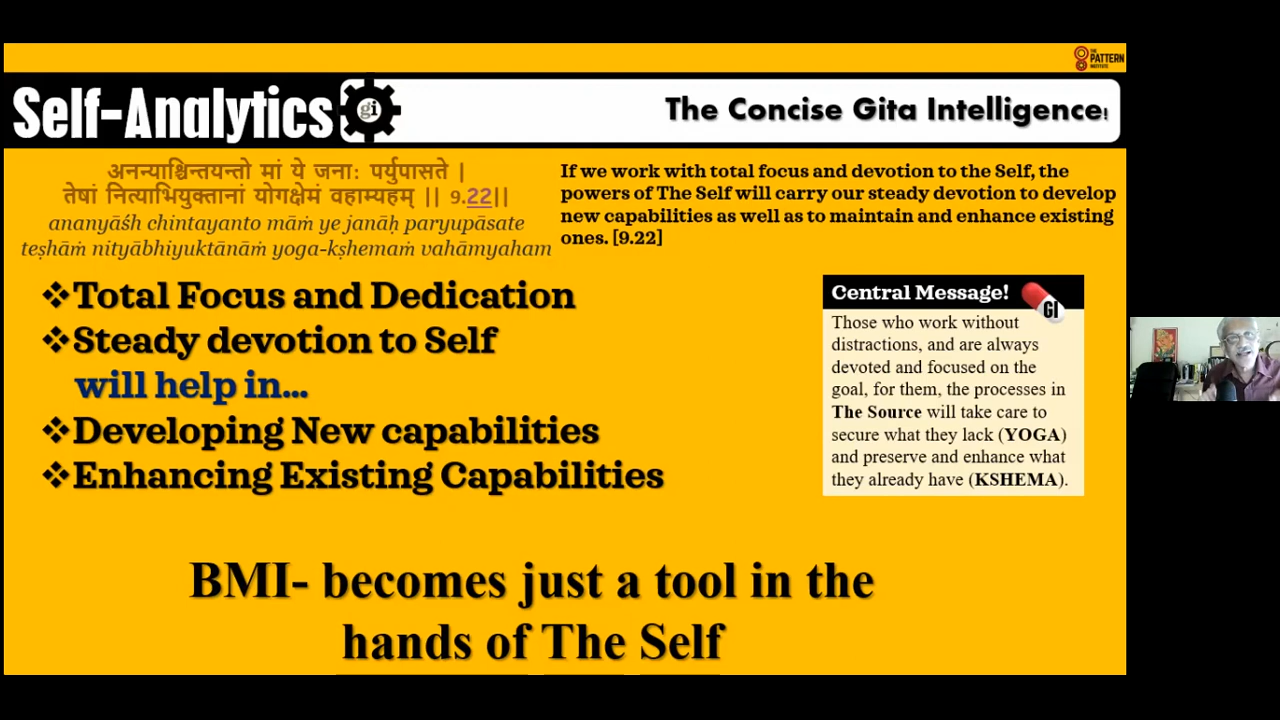 THE
PATTERN
INSTITUTE
Self-Analytics
gi
The Concise Gita Intelligence!
अनन्याश्चिन्तयन्तो मां ये जनाः पर्युपासते |
तेषां नित्याभियुक्तानां योगक्षेमं वहाम्यहम् || 9.22||
ananyāśh chintayanto māṁ ye janāḥ paryupāsate
teṣhāṁ nityābhiyuktānāṁ yoga-kṣhemaṁ vahāmyaham
If we work with total focus and devotion to the Self, the
powers of The Self will carry our steady devotion to develop
new capabilities as well as to maintain and enhance existing
ones. [9.22]
❖Total Focus and Dedication
❖Steady devotion to Self
will help in...
❖Developing New capabilities
❖Enhancing Existing Capabilities
Central Message!
GI
Those who work without
distractions, and are always
devoted and focused on the
goal, for them, the processes in
The Source will take care to
secure what they lack (YOGA)
and preserve and enhance what
they already have (KSHEMA).
BMI- becomes just a tool in the
hands of The Self